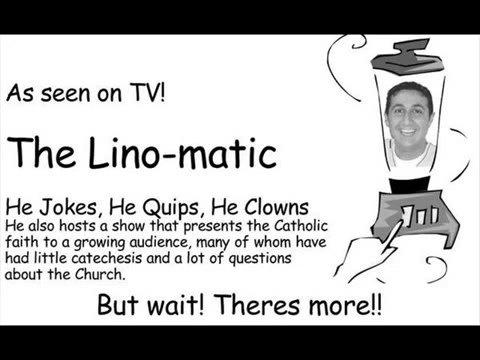 As seen on TV!
The Lino-matic
He Jokes, He Quips, He Clowns
He also hosts a show that presents the Catholic
faith to a growing audience, many of whom have
had little catechesis and a lot of questions
about the Church.
But wait! Theres more!!